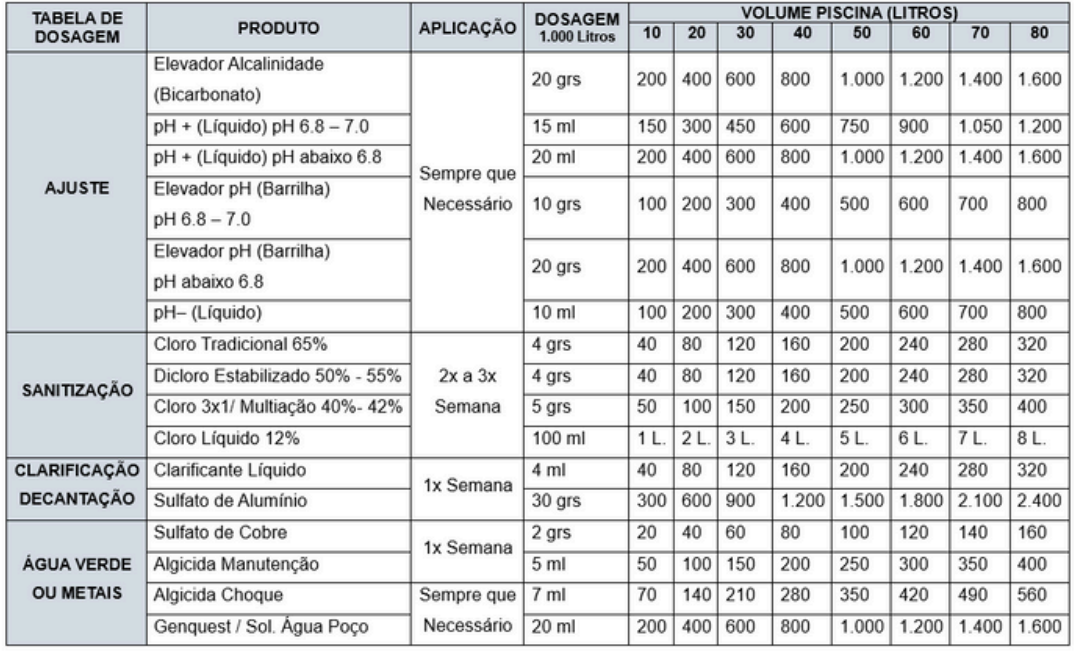 TABELA DE DOSAGEM PRODUTO APLICAÇÃO DOSAGEM 1.000 Litros VOLUME PISCINA (LITROS)
10 20 30 40 50 60 70 80
AJUSTE
Sempre que Necessário
Elevador Alcalinidade (Bicarbonato) 20 grs 200 400 600 800 1.000 1.200 1.400 1.600
pH + (Líquido) pH 6.8 – 7.0 15 ml 150 300 450 600 750 900 1.050 1.200
pH + (Líquido) pH abaixo 6.8 20 ml 200 400 600 800 1.000 1.200 1.400 1.600
Elevador pH (Barrilha) pH 6.8 – 7.0 10 grs 100 200 300 400 500 600 700 800
Elevador pH (Barrilha) pH abaixo 6.8 20 grs 200 400 600 800 1.000 1.200 1.400 1.600
pH– (Líquido) 10 ml 100 200 300 400 500 600 700 800
SANITIZAÇÃO
2x a 3x Semana
Cloro Tradicional 65% 4 grs 40 80 120 160 200 240 280 320
Dicloro Estabilizado 50% - 55% 4 grs 40 80 120 160 200 240 280 320
Cloro 3x1/ Multiação 40%- 42% 5 grs 50 100 150 200 250 300 350 400
Cloro Líquido 12% 100 ml 1 L. 2 L. 3 L. 4 L. 5 L. 6 L. 7 L. 8 L.
CLARIFICAÇÃO DECANTAÇÃO
1x Semana
Clarificante Líquido 4 ml 40 80 120 160 200 240 280 320
Sulfato de Alumínio 30 grs 300 600 900 1.200 1.500 1.800 2.100 2.400
ÁGUA VERDE OU METAIS
1x Semana
Sulfato de Cobre 2 grs 20 40 60 80 100 120 140 160
Algicida Manutenção 5 ml 50 100 150 200 250 300 350 400
Sempre que Necessário
Algicida Choque 7 ml 70 140 210 280 350 420 490 560
Genquest / Sol. Água Poço 20 ml 200 400 600 800 1.000 1.200 1.400 1.600